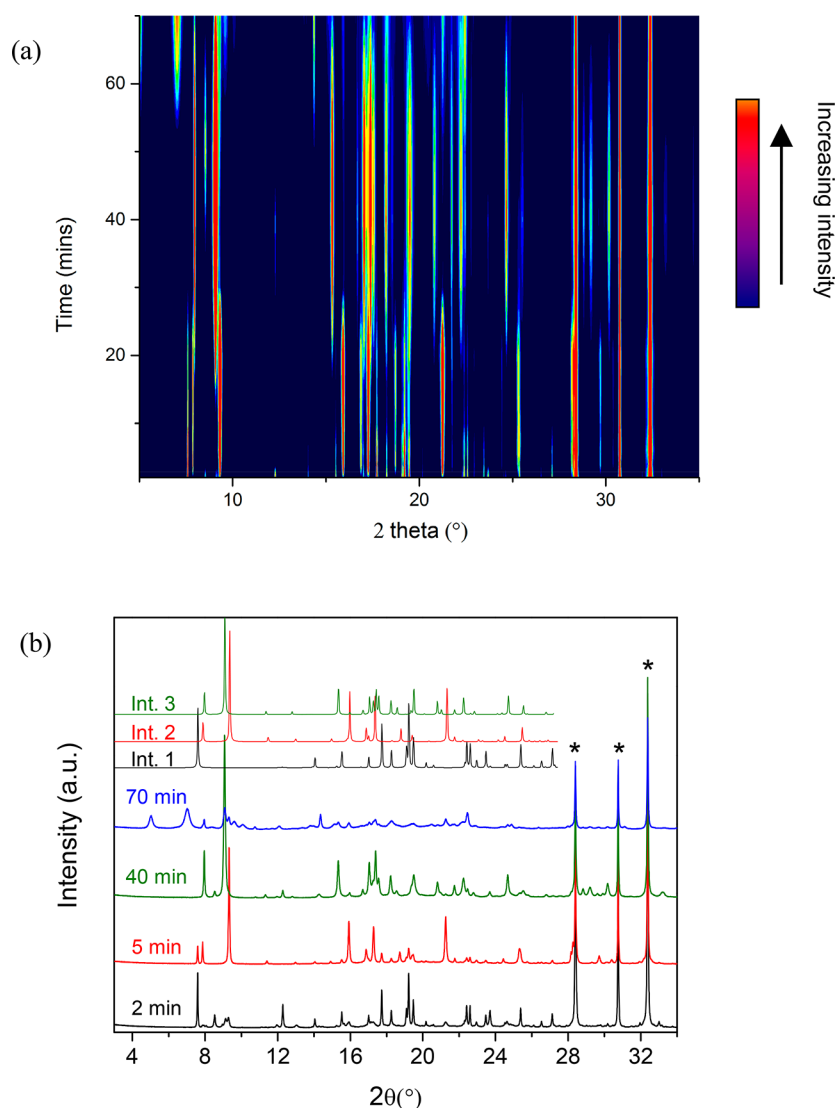 (a)
60
40
20
Time (mins)
10
20
30
2 theta (°)
Increasing intensity
(b)
Int. 3
Int. 2
Int. 1
70 min
40 min
5 min
2 min
*
*
*
Intensity (a.u.)
4
8
12
16
20
24
28
32
2θ(°)